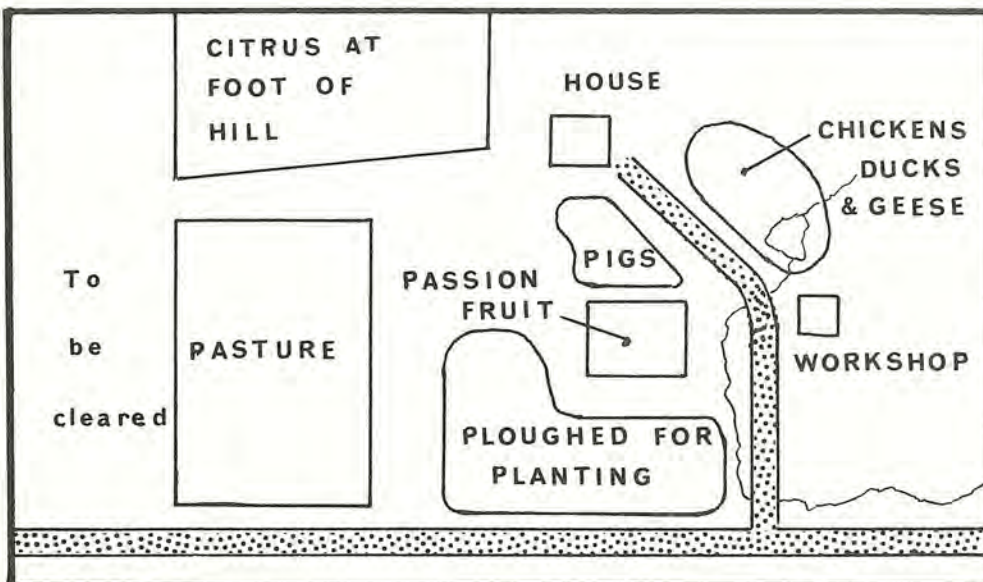 CITRUS AT
FOOT OF
HILL
HOUSE
CHICKENS
DUCKS
& GEESE
PIGS
PASSION
FRUIT
To
be
cleared
PASTURE
WORKSHOP
PLOUGHED FOR
PLANTING